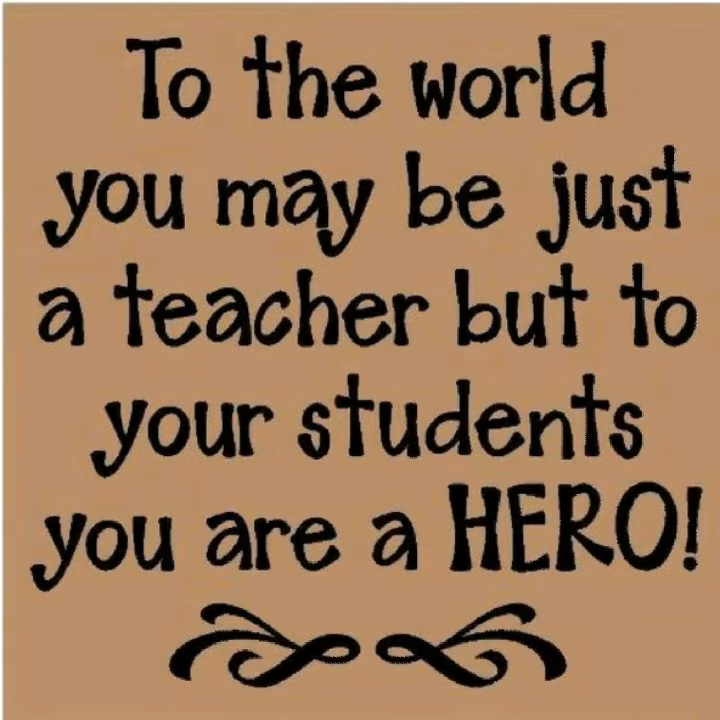 To the world
you may be just
a teacher but to
your students
you are a HERO!